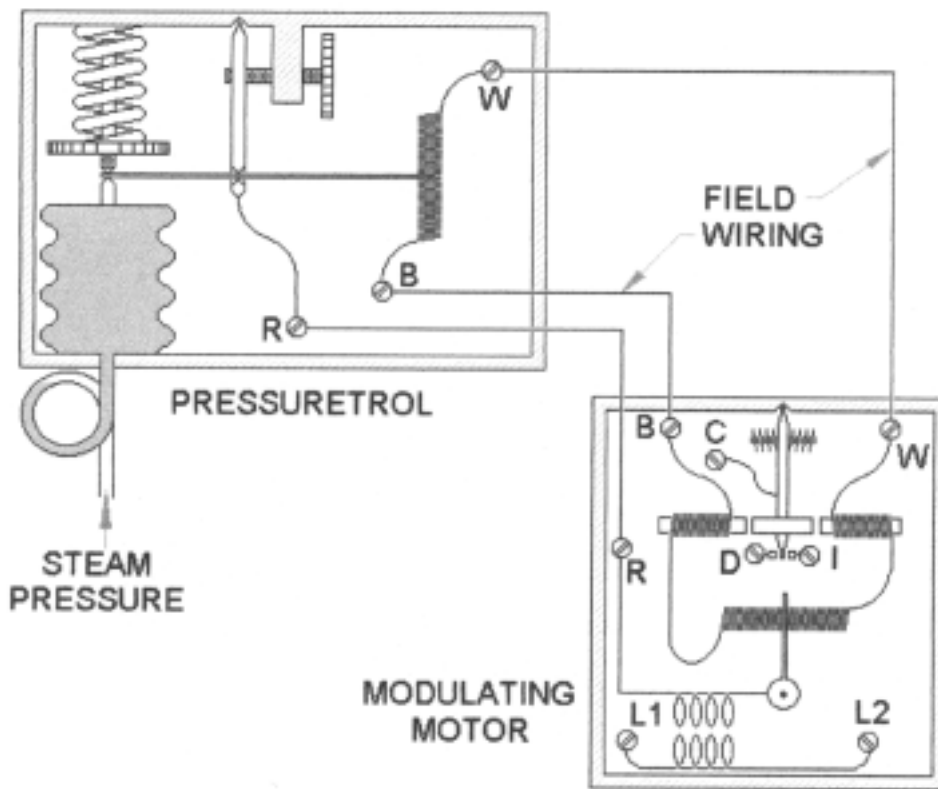 W
FIELD
WIRING
B
R
PRESSURETROL
B
C
W
STEAM
PRESSURE
R
D
I
MODULATING
MOTOR
L1
L2